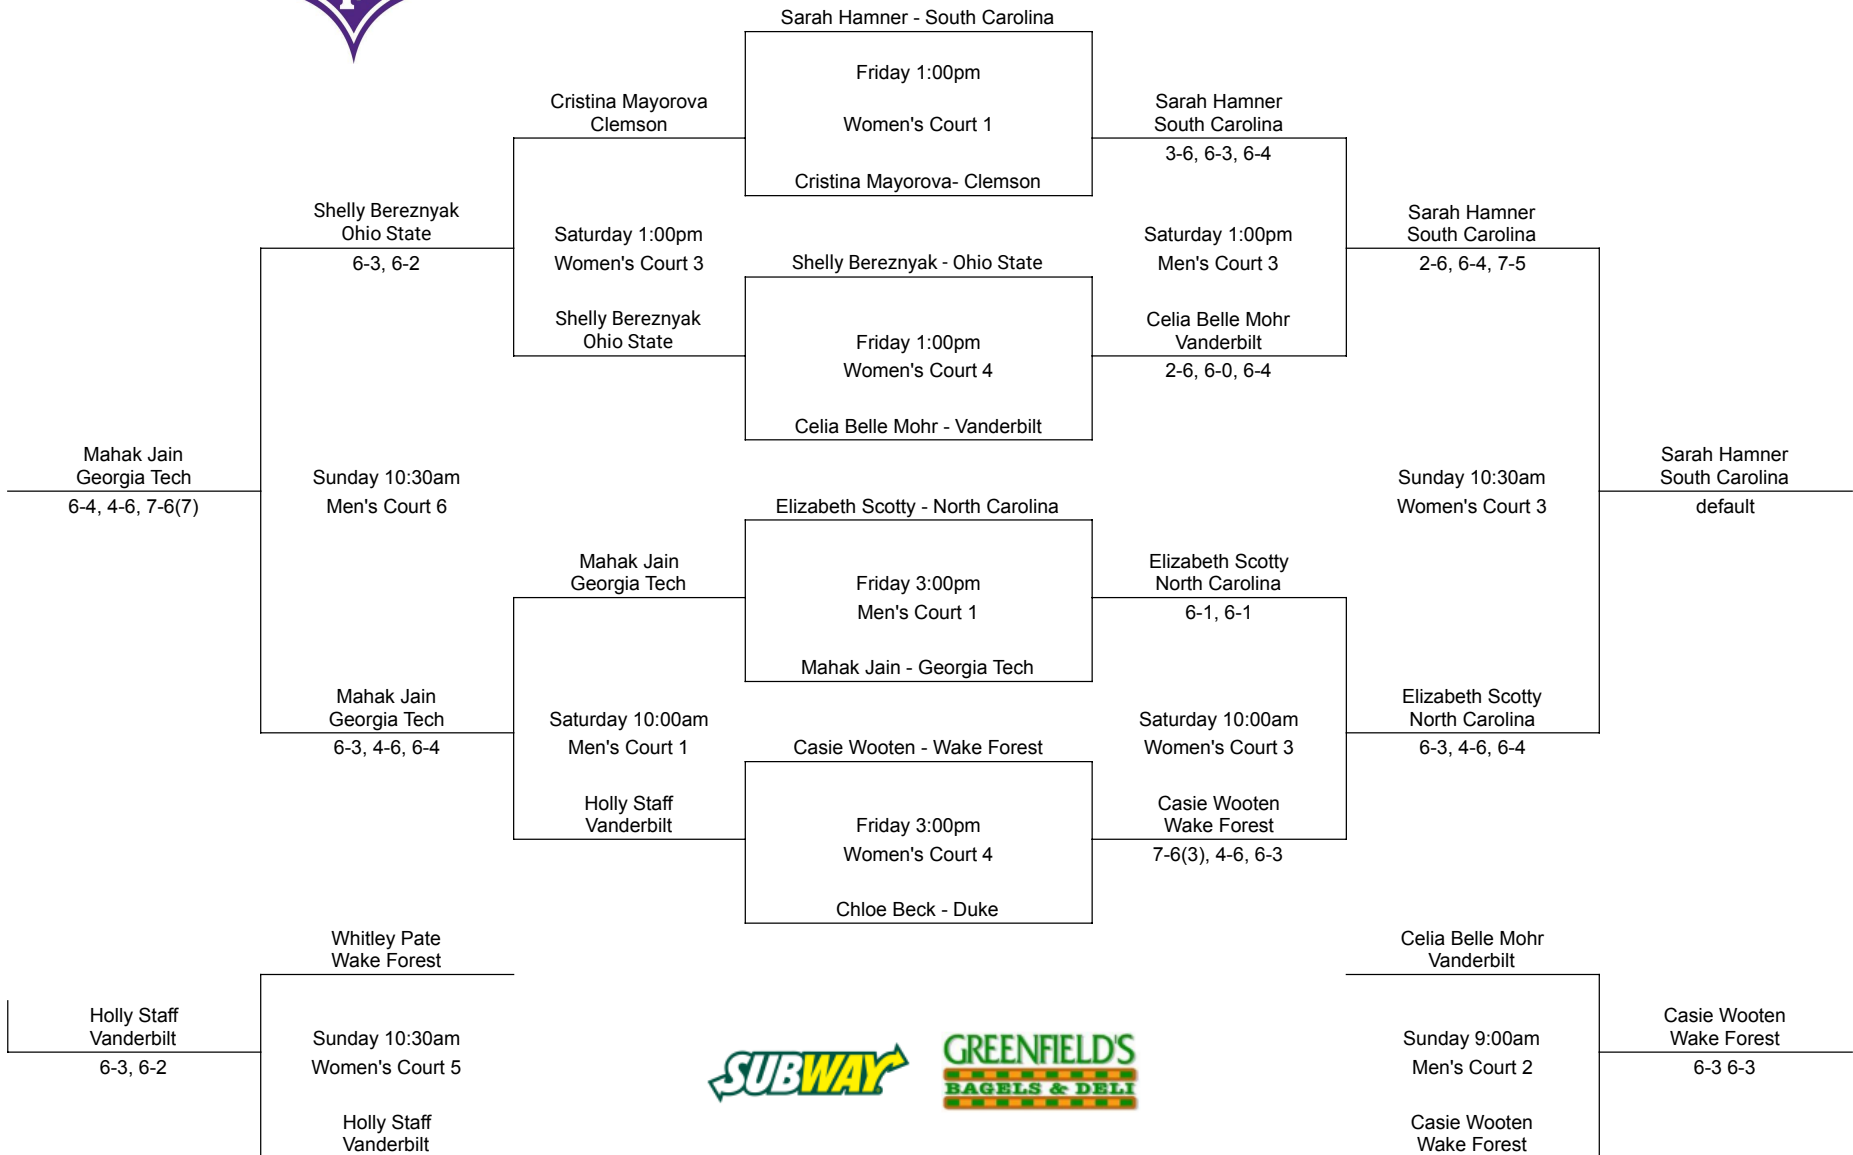 Sarah Hamner - South Carolina
Friday 1:00pm
Cristina Mayorova
Clemson
Women's Court 1
Sarah Hamner
South Carolina
3-6, 6-3, 6-4
Cristina Mayorova- Clemson
Shelly Bereznyak
Ohio State
6-3, 6-2
Saturday 1:00pm
Women's Court 3
Shelly Bereznyak - Ohio State
Saturday 1:00pm
Men's Court 3
Sarah Hamner
South Carolina
2-6, 6-4, 7-5
Shelly Bereznyak
Ohio State
Friday 1:00pm
Women's Court 4
Celia Belle Mohr
Vanderbilt
2-6, 6-0, 6-4
Celia Belle Mohr - Vanderbilt
Mahak Jain
Georgia Tech
6-4, 4-6, 7-6(7)
Sunday 10:30am
Men's Court 6
Elizabeth Scotty - North Carolina
Sunday 10:30am
Women's Court 3
Sarah Hamner
South Carolina
default
Mahak Jain
Georgia Tech
Friday 3:00pm
Men's Court 1
Elizabeth Scotty
North Carolina
6-1, 6-1
Mahak Jain - Georgia Tech
Mahak Jain
Georgia Tech
6-3, 4-6, 6-4
Saturday 10:00am
Men's Court 1
Casie Wooten - Wake Forest
Saturday 10:00am
Women's Court 3
Elizabeth Scotty
North Carolina
6-3, 4-6, 6-4
Holly Staff
Vanderbilt
Friday 3:00pm
Women's Court 4
Casie Wooten
Wake Forest
7-6(3), 4-6, 6-3
Chloe Beck - Duke
Whitley Pate
Wake Forest
Celia Belle Mohr
Vanderbilt
Holly Staff
Vanderbilt
6-3, 6-2
Sunday 10:30am
Women's Court 5
SUBWAY
GREENFIELD'S
BAGELS & DELI
Sunday 9:00am
Men's Court 2
Casie Wooten
Wake Forest
6-3 6-3
Holly Staff
Vanderbilt
Casie Wooten
Wake Forest